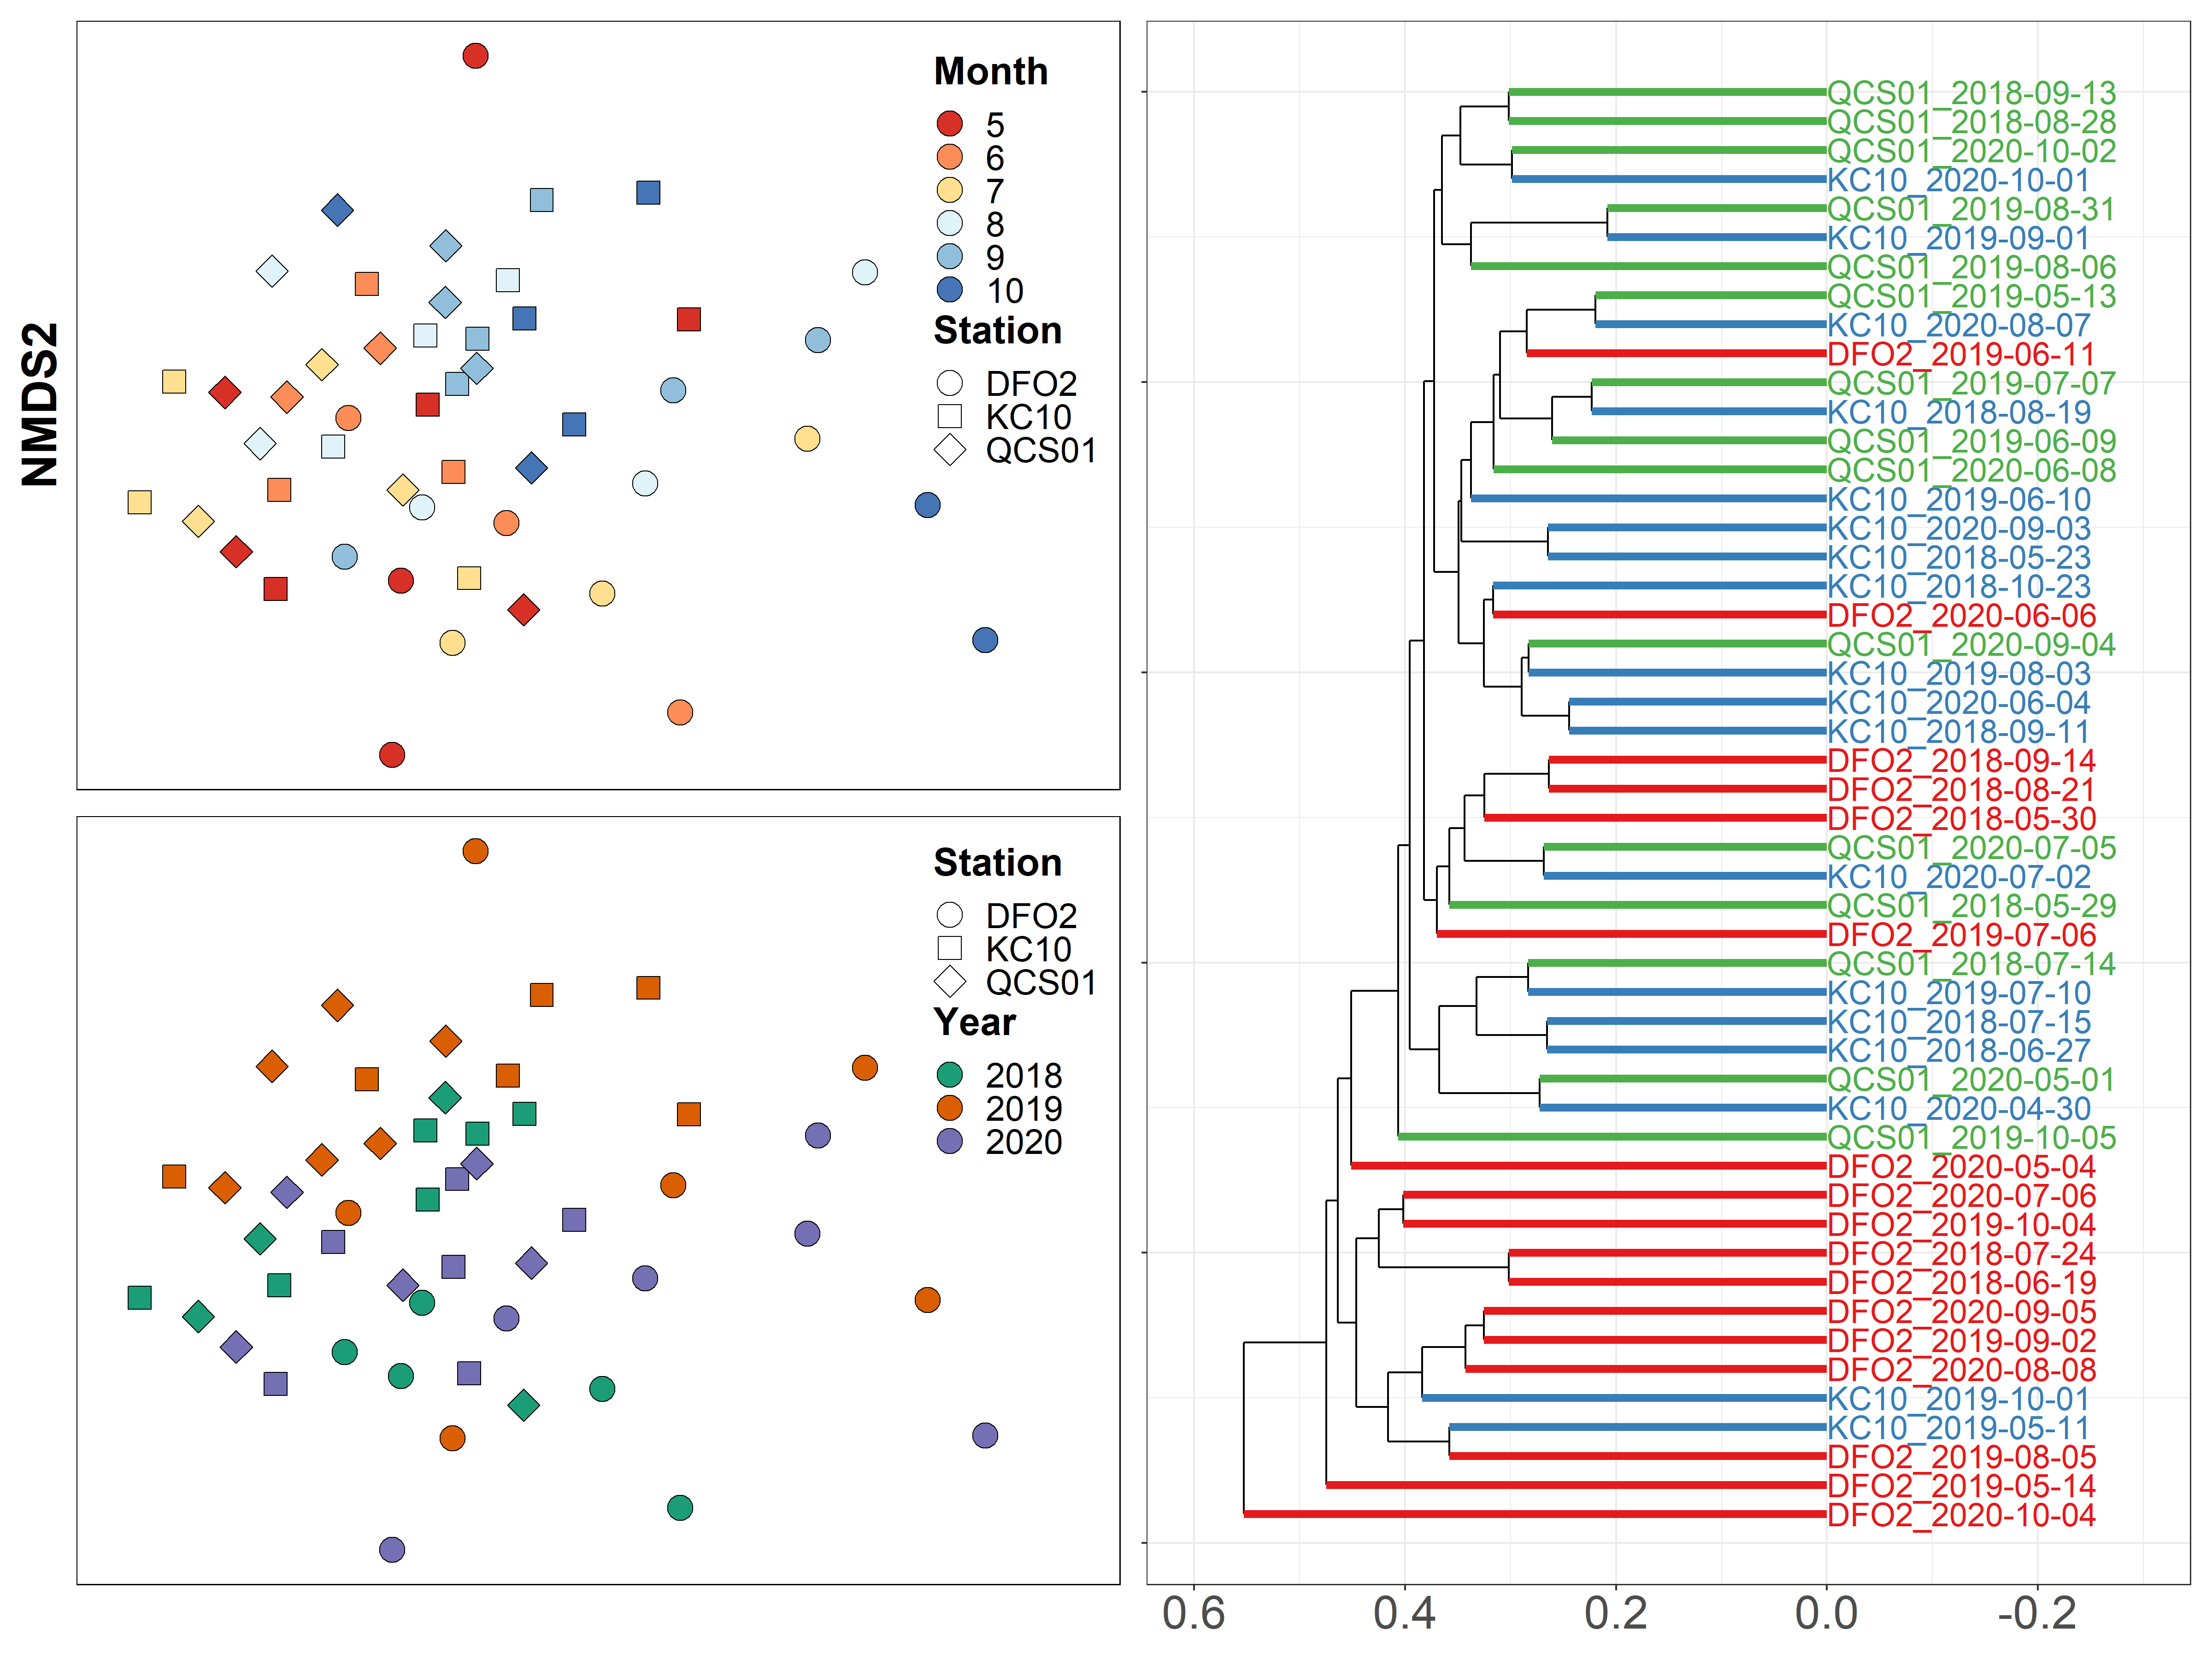 NMDS2
Month
5
6
7
8
9
10
Station
DFO2
KC10
QCS01
Station
DFO2
KC10
QCS01
Year
2018
2019
2020
QCS01_2018-09-13
QCS01_2018-08-28
QCS01_2020-10-02
KC10_2020-10-01
QCS01_2019-08-31
KC10_2019-09-01
QCS01_2019-08-06
QCS01_2019-05-13
KC10_2020-08-07
DFO2_2019-06-11
QCS01_2019-07-07
KC10_2018-08-19
QCS01_2019-06-09
QCS01_2020-06-08
KC10_2019-06-10
KC10_2020-09-03
KC10_2018-05-23
KC10_2018-10-23
DFO2_2020-06-06
QCS01_2020-09-04
KC10_2019-08-03
KC10_2020-06-04
KC10_2018-09-11
DFO2_2018-09-14
DFO2_2018-08-21
DFO2_2018-05-30
QCS01_2020-07-05
KC10_2020-07-02
QCS01_2018-05-29
DFO2_2019-07-06
QCS01_2018-07-14
KC10_2019-07-10
KC10_2018-07-15
KC10_2018-06-27
QCS01_2020-05-01
KC10_2020-04-30
QCS01_2019-10-05
DFO2_2020-05-04
DFO2_2020-07-06
DFO2_2019-10-04
DFO2_2018-07-24
DFO2_2018-06-19
DFO2_2020-09-05
DFO2_2019-09-02
DFO2_2020-08-08
KC10_2019-10-01
KC10_2019-05-11
DFO2_2019-08-05
DFO2_2019-05-14
DFO2_2020-10-04
0.6 0.4 0.2 0.0 -0.2